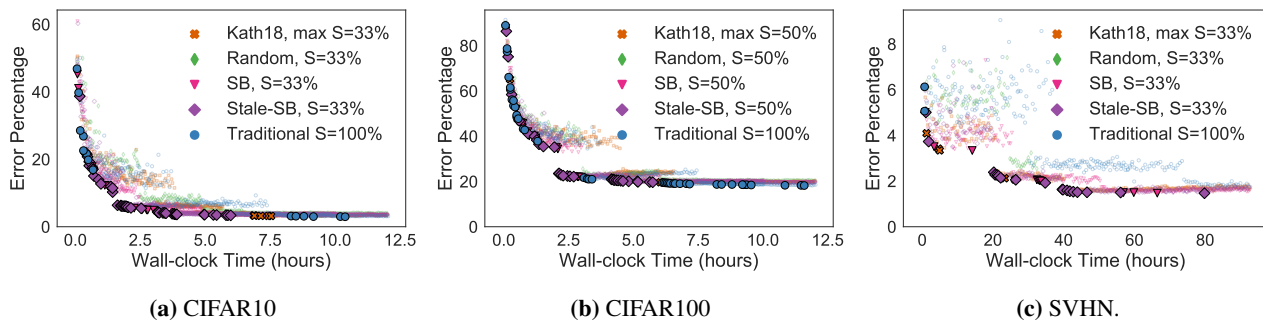 Error Percentage
60
40
20
0
0.0 2.5 5.0 7.5 10.0 12.5
Wall-clock Time (hours)
Kath18, max S=33%
Random, S=33%
SB, S=33%
Stale-SB, S=33%
Traditional S=100%
(a) CIFAR10
Error Percentage
80
60
40
20
0
0.0 2.5 5.0 7.5 10.0 12.5
Wall-clock Time (hours)
Kath18, max S=50%
Random, S=50%
SB, S=50%
Stale-SB, S=50%
Traditional S=100%
(b) CIFAR100
Error Percentage
8
6
4
2
0
0 20 40 60 80
Wall-clock Time (hours)
Kath18, max S=33%
Random, S=33%
SB, S=33%
Stale-SB, S=33%
Traditional S=100%
(c) SVHN.